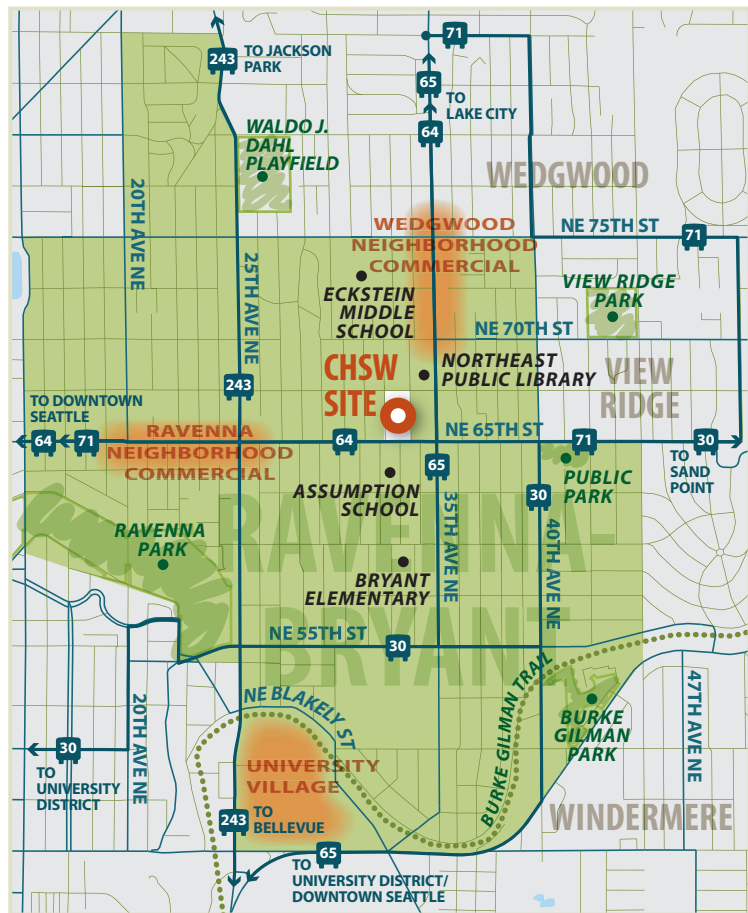 71
243
TO JACKSON
PARK
65
TO
LAKE CITY
64
WALDO J.
DAHL
PLAYFIELD
WEDGWOOD
20TH AVE NE
WEDGWOOD
NEIGHBORHOOD
COMMERCIAL
NE 75TH ST
71
25TH AVE NE
ECKSTEIN
MIDDLE
SCHOOL
VIEW RIDGE
PARK
NE 70TH ST
CHSW
SITE
NORTHEAST
PUBLIC LIBRARY
VIEW
RIDGE
243
TO DOWNTOWN
SEATTLE
64
71
RAVENNA
NEIGHBORHOOD
COMMERCIAL
64
NE 65TH ST
71
30
TO
SAND
POINT
65
ASSUMPTION
SCHOOL
PUBLIC
PARK
30
RAVENNA-
BRYANT
RAVENNA
PARK
35TH AVE NE
40TH AVE NE
BRYANT
ELEMENTARY
NE 55TH ST
30
NE BLAKELY ST
BURKE GILMAN TRAIL
20TH AVE NE
47TH AVE NE
BURKE
GILMAN
PARK
30
TO
UNIVERSITY
DISTRICT
UNIVERSITY
VILLAGE
243
TO
BELLEVUE
WINDERMERE
65
TO
UNIVERSITY DISTRICT/
DOWNTOWN SEATTLE